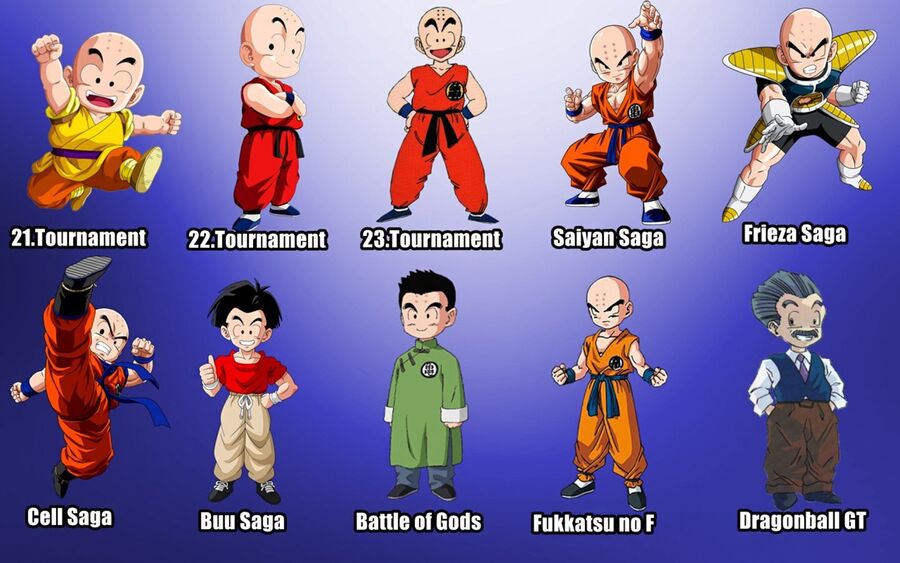 21.Tournament
22.Tournament
23.Tournament
Saiyan Saga
Frieza Saga
Cell Saga
Buu Saga
Battle of Gods
Fukkatsu no F
Dragonball GT